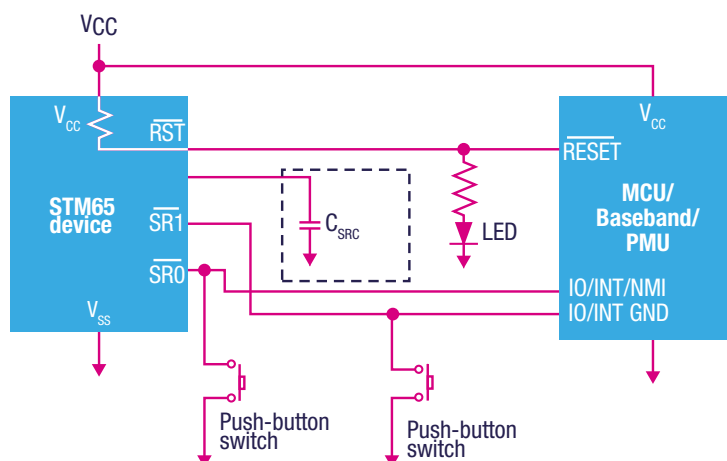 VCC
VCC
RST
STM65
device
SR1
SR0
VSS
CSRC
LED
VCC
RESET
MCU/
Baseband/
PMU
IO/INT/NMI
IO/INT GND
Push-button
switch
Push-button
switch